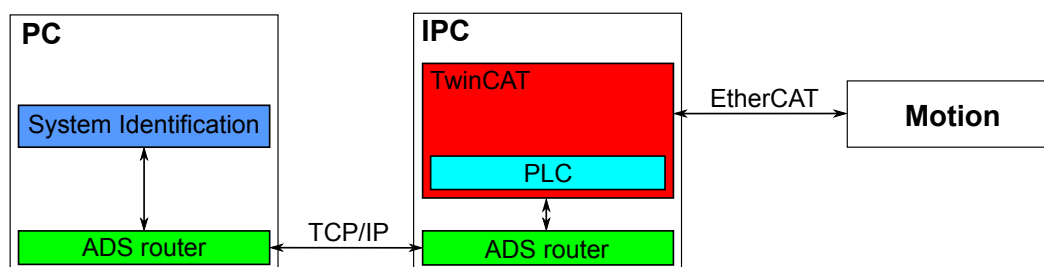 PC
IPC
TwinCAT
EtherCAT
System Identification
Motion
PLC
TCP/IP
ADS router
ADS router